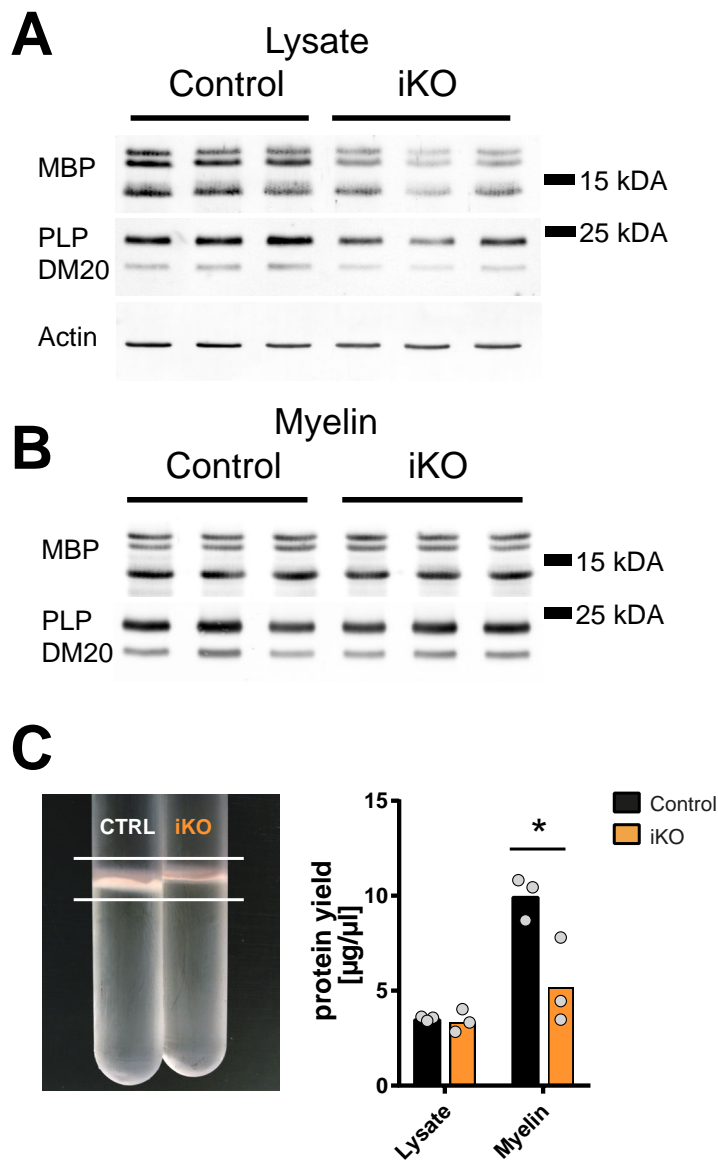 A
Lysate
Control iKO
MBP
15 kDA
PLP
25 kDA
DM20
Actin
B
Myelin
Control iKO
MBP
15 kDA
PLP
25 kDA
DM20
C
CTRL iKO
protein yield
[µg/µl]
15
10
5
0
*
Lysate
Myelin
Control
iKO